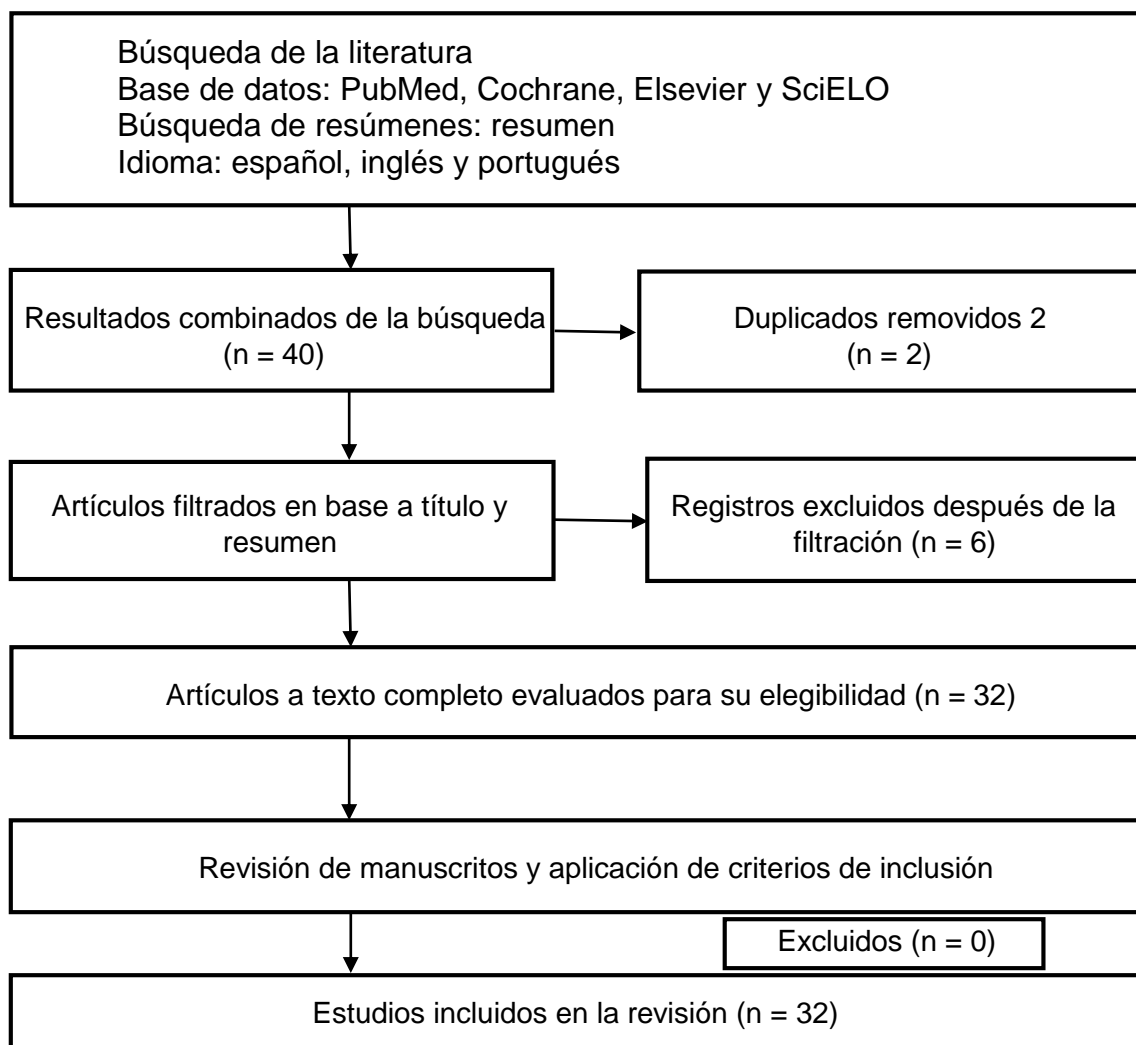 Búsqueda de la literatura
Base de datos: PubMed, Cochrane, Elsevier y SciELO
Búsqueda de resúmenes: resumen
Idioma: español, inglés y portugués
Resultados combinados de la búsqueda
(n = 40)
Duplicados removidos 2
(n = 2)
Artículos filtrados en base a título y
resumen
Registros excluidos después de la
filtración (n = 6)
Artículos a texto completo evaluados para su elegibilidad (n = 32)
Revisión de manuscritos y aplicación de criterios de inclusión
Excluidos (n = 0)
Estudios incluidos en la revisión (n = 32)